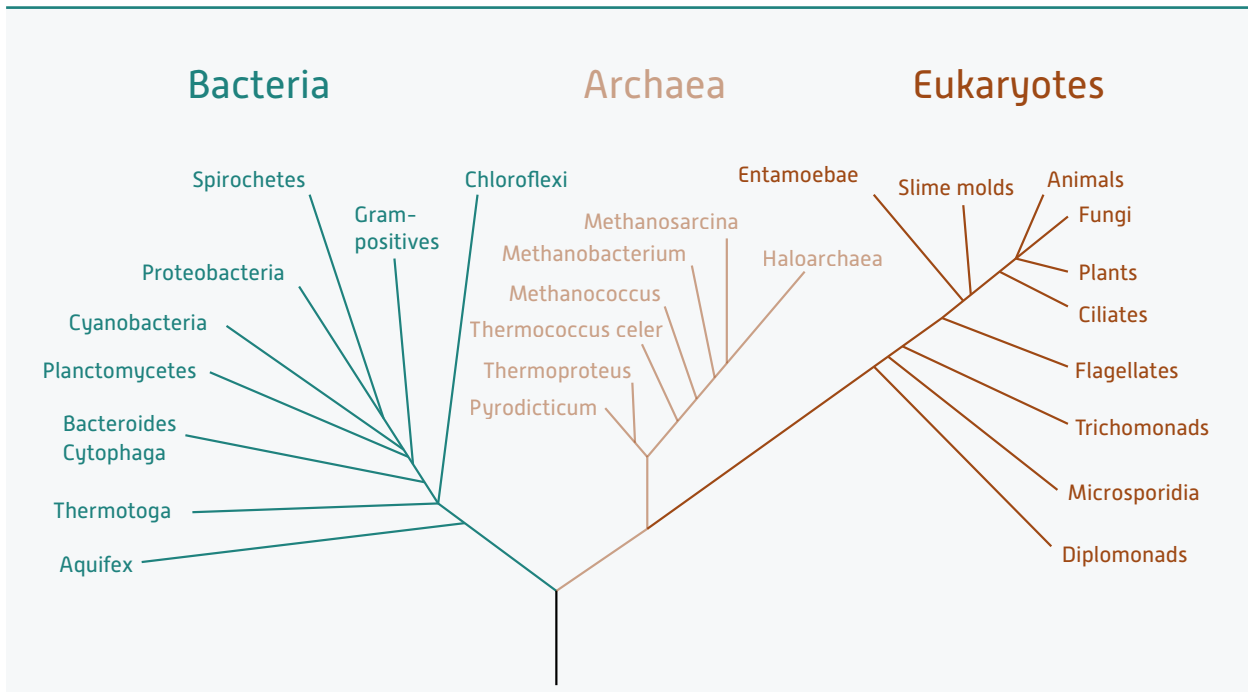 Bacteria
Archaea
Eukaryotes
Spirochetes
Chloroflexi
Gram-
positives
Proteobacteria
Cyanobacteria
Planctomycetes
Bacteroides
Cytophaga
Thermotoga
Aquifex
Methanosarcina
Methanobacterium
Haloarchaea
Methanococcus
Thermococcus celer
Thermoproteus
Pyrodicticum
Entamoebae
Slime molds
Animals
Fungi
Plants
Ciliates
Flagellates
Trichomonads
Microsporidia
Diplomonads